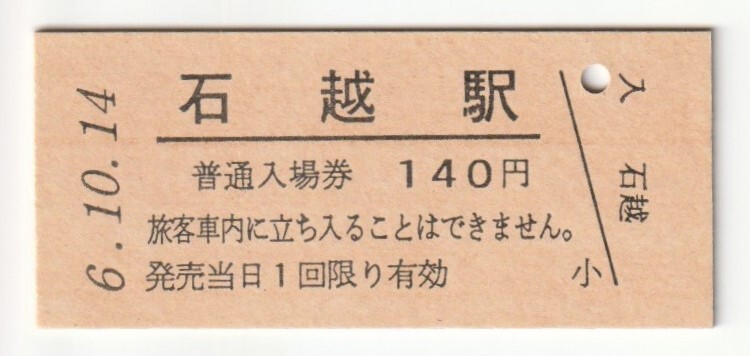 6.10.14
石越駅
普通入場券 140円
旅客車内に立ち入ることはできません。
発売当日1回限り有効
小
入 石越